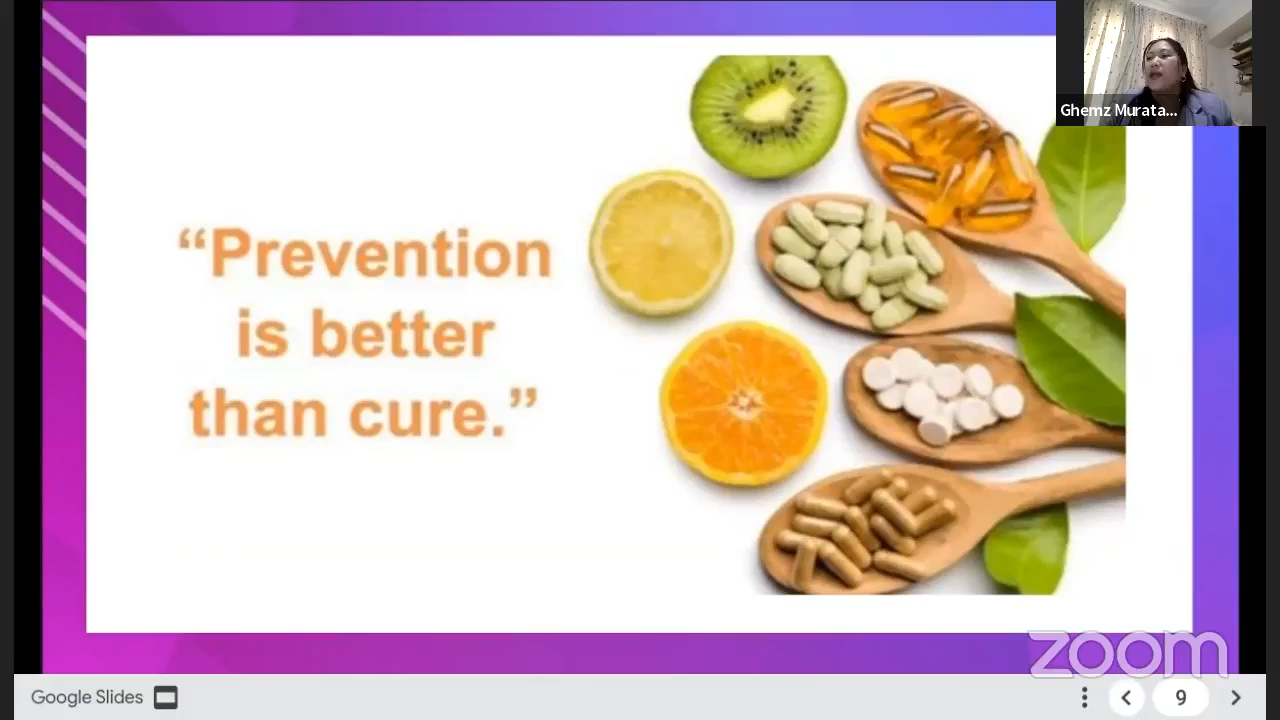 Ghemz Murata...
“Prevention
is better
than cure.”
zoom
Google Slides
9